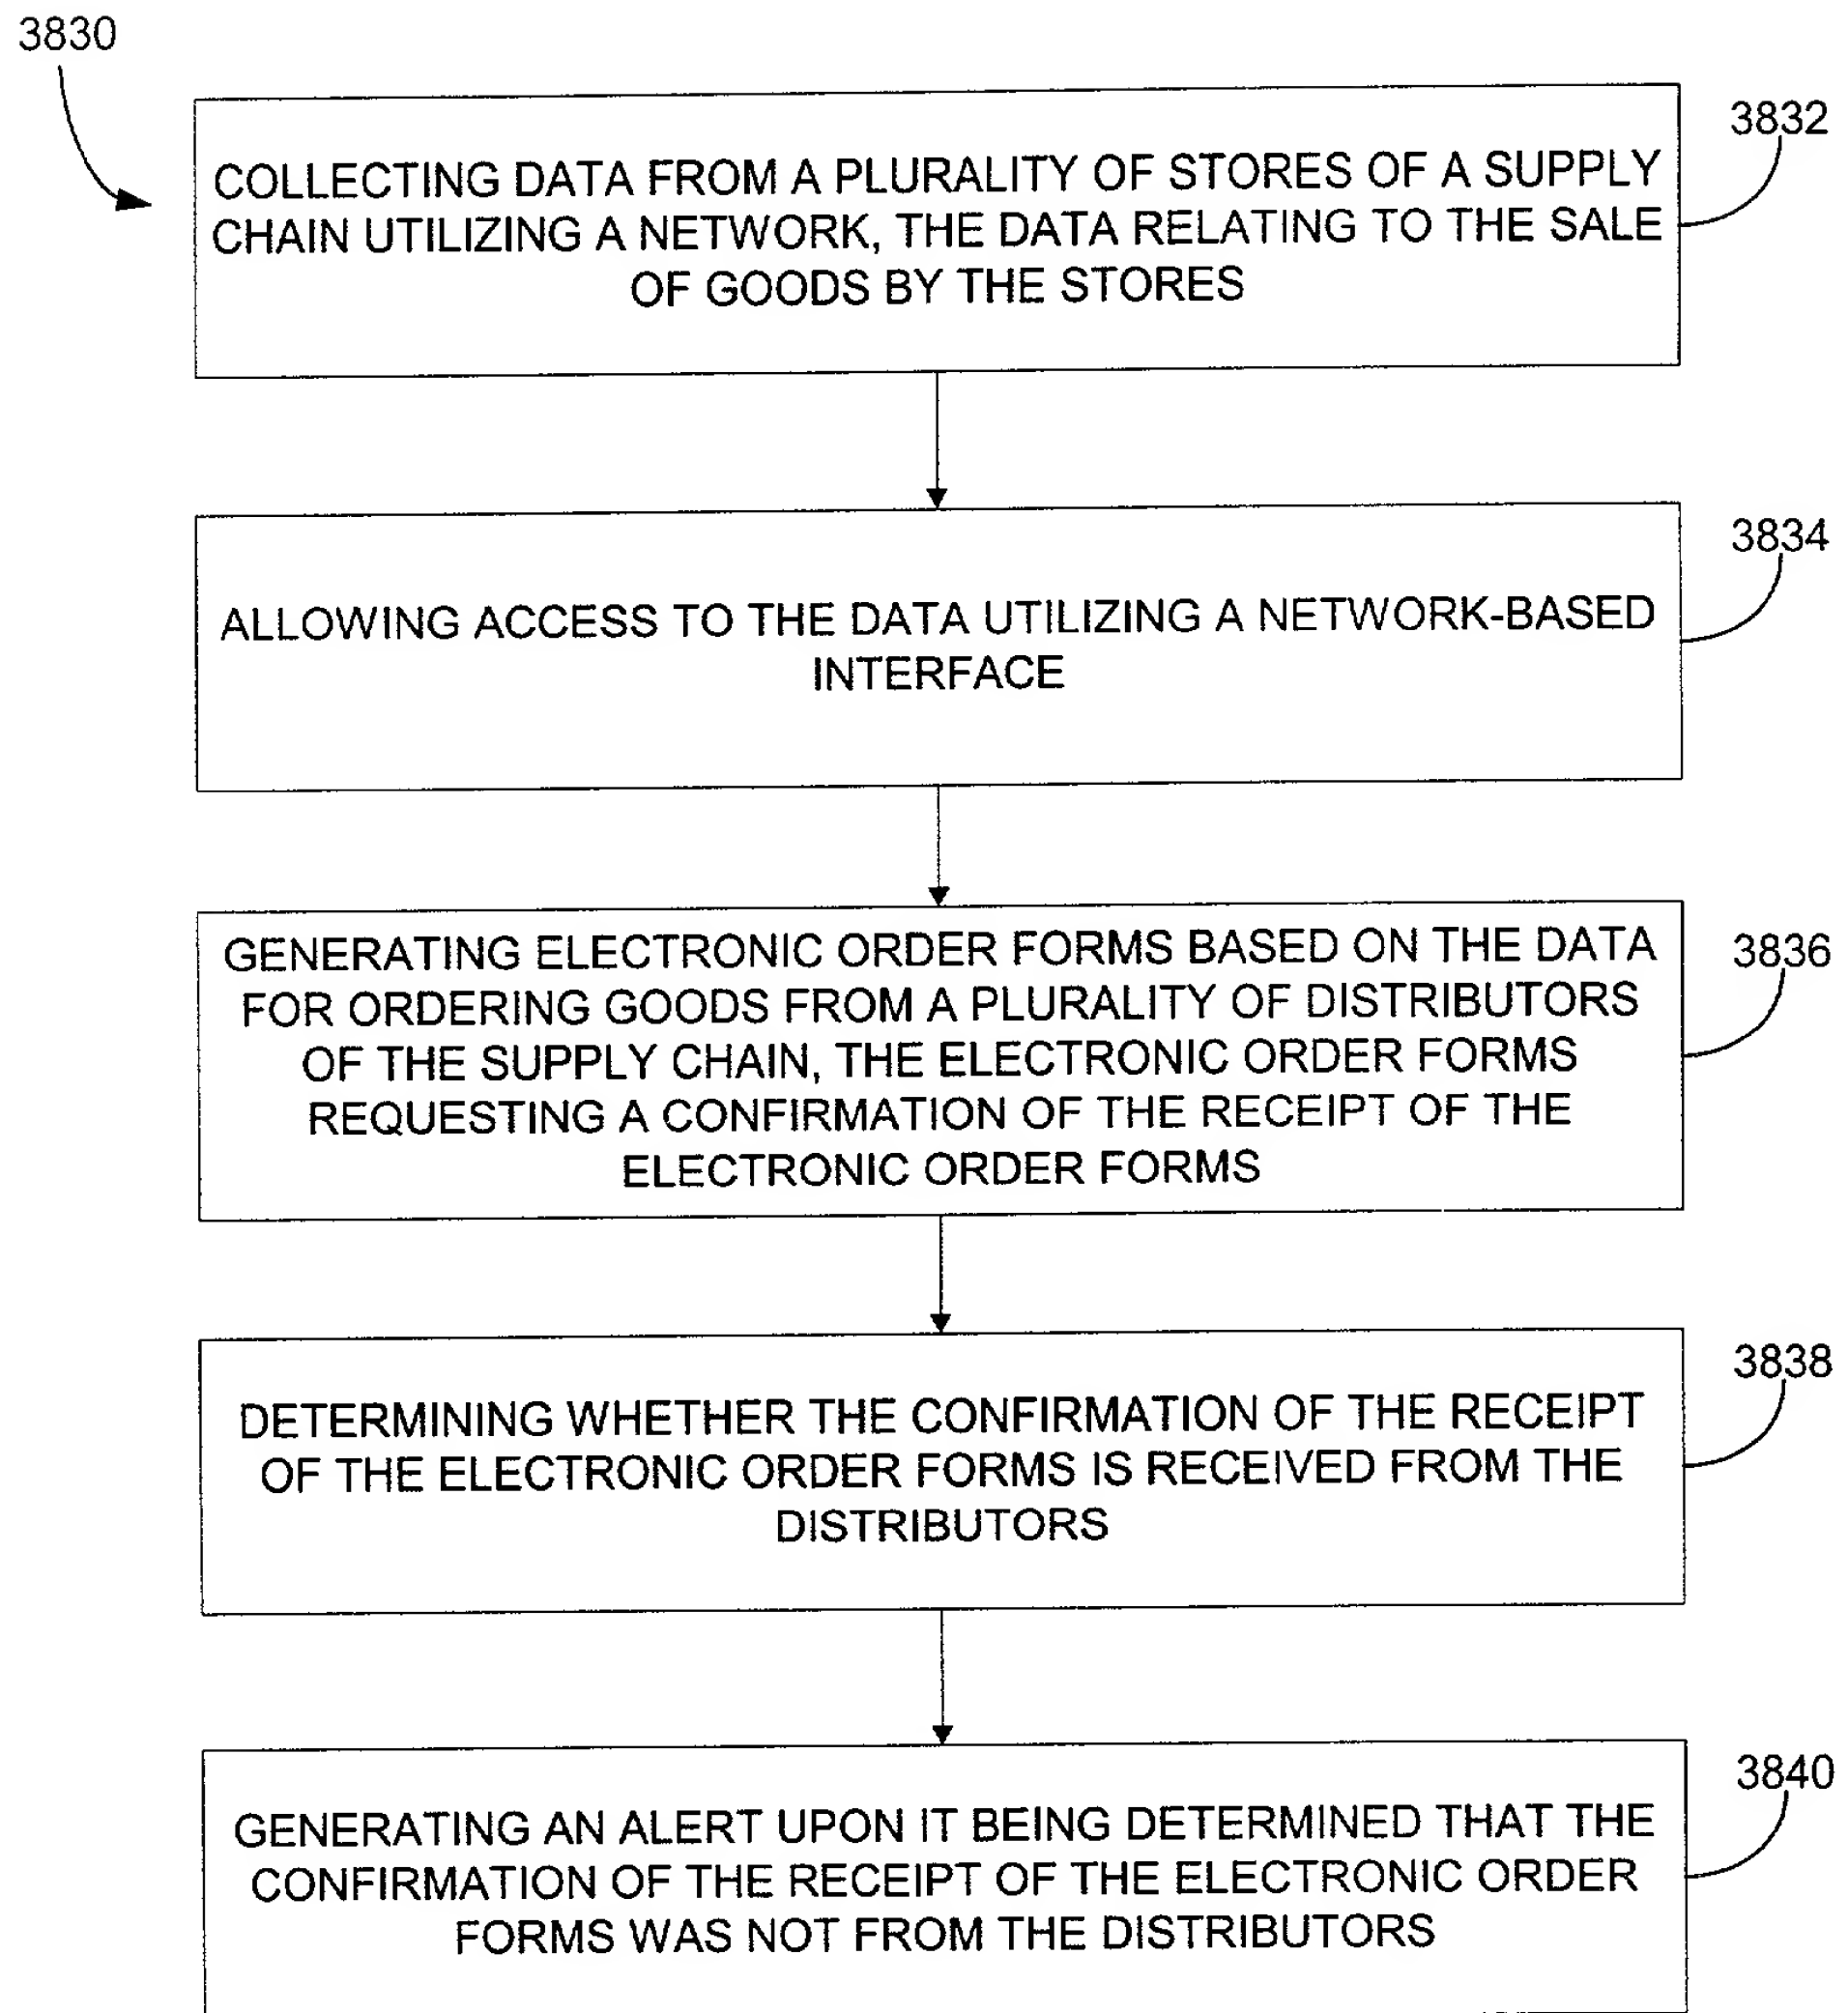 3830
3832
COLLECTING DATA FROM A PLURALITY OF STORES OF A SUPPLY
CHAIN UTILIZING A NETWORK, THE DATA RELATING TO THE SALE
OF GOODS BY THE STORES
3834
ALLOWING ACCESS TO THE DATA UTILIZING A NETWORK-BASED
INTERFACE
3836
GENERATING ELECTRONIC ORDER FORMS BASED ON THE DATA
FOR ORDERING GOODS FROM A PLURALITY OF DISTRIBUTORS
OF THE SUPPLY CHAIN, THE ELECTRONIC ORDER FORMS
REQUESTING A CONFIRMATION OF THE RECEIPT OF THE
ELECTRONIC ORDER FORMS
3838
DETERMINING WHETHER THE CONFIRMATION OF THE RECEIPT
OF THE ELECTRONIC ORDER FORMS IS RECEIVED FROM THE
DISTRIBUTORS
3840
GENERATING AN ALERT UPON IT BEING DETERMINED THAT THE
CONFIRMATION OF THE RECEIPT OF THE ELECTRONIC ORDER
FORMS WAS NOT FROM THE DISTRIBUTORS